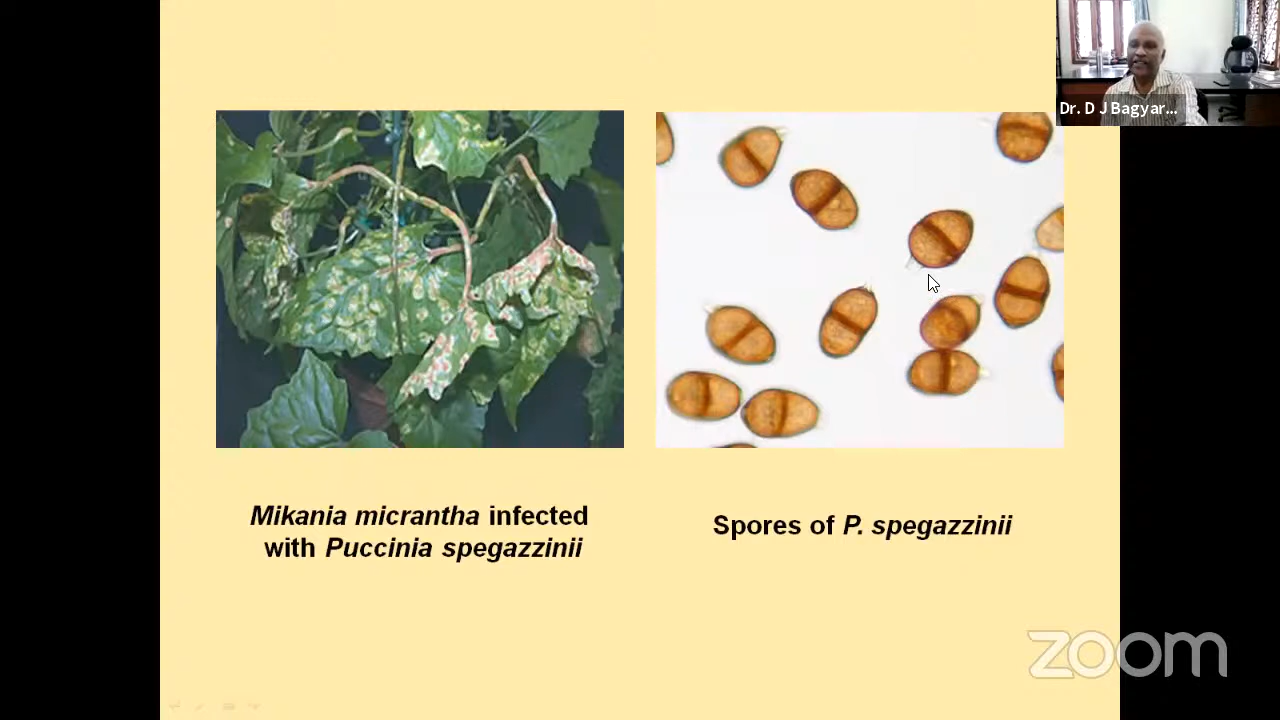 Dr. D J Bagyar...
Mikania micrantha infected
with Puccinia spegazzinii
Spores of P. spegazzinii
zoom